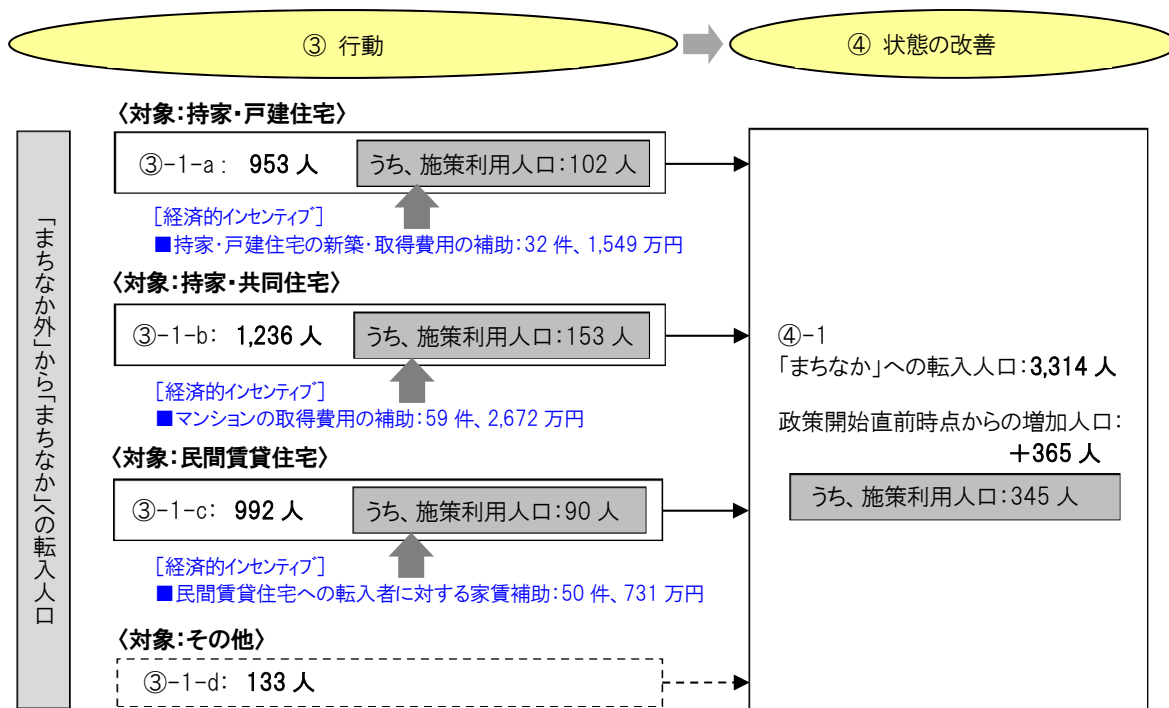 ③ 行動
④ 状態の改善
「まちなか外」から「まちなか」への転入人口
〈対象:持家・戸建住宅〉
③-1-a: 953 人
うち、施策利用人口:102 人
[経済的インセンティブ]
■持家・戸建住宅の新築・取得費用の補助:32 件、1,549 万円
〈対象:持家・共同住宅〉
③-1-b: 1,236 人
うち、施策利用人口:153 人
[経済的インセンティブ]
■マンションの取得費用の補助:59 件、2,672 万円
〈対象:民間賃貸住宅〉
③-1-c: 992 人
うち、施策利用人口:90 人
[経済的インセンティブ]
■民間賃貸住宅への転入者に対する家賃補助:50 件、731 万円
〈対象:その他〉
③-1-d: 133 人
④-1
「まちなか」への転入人口:3,314 人
政策開始直前時点からの増加人口:
+365 人
うち、施策利用人口:345 人